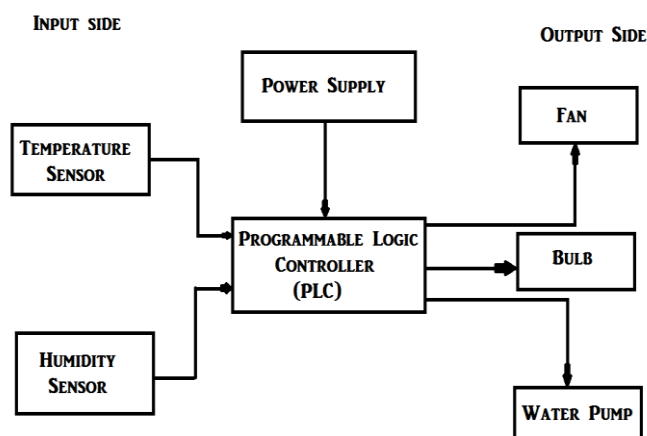 Input side
Output Side
Power Supply
Fan
Temperature
Sensor
Programmable Logic
Controller
(PLC)
Bulb
Humidity
Sensor
Water Pump